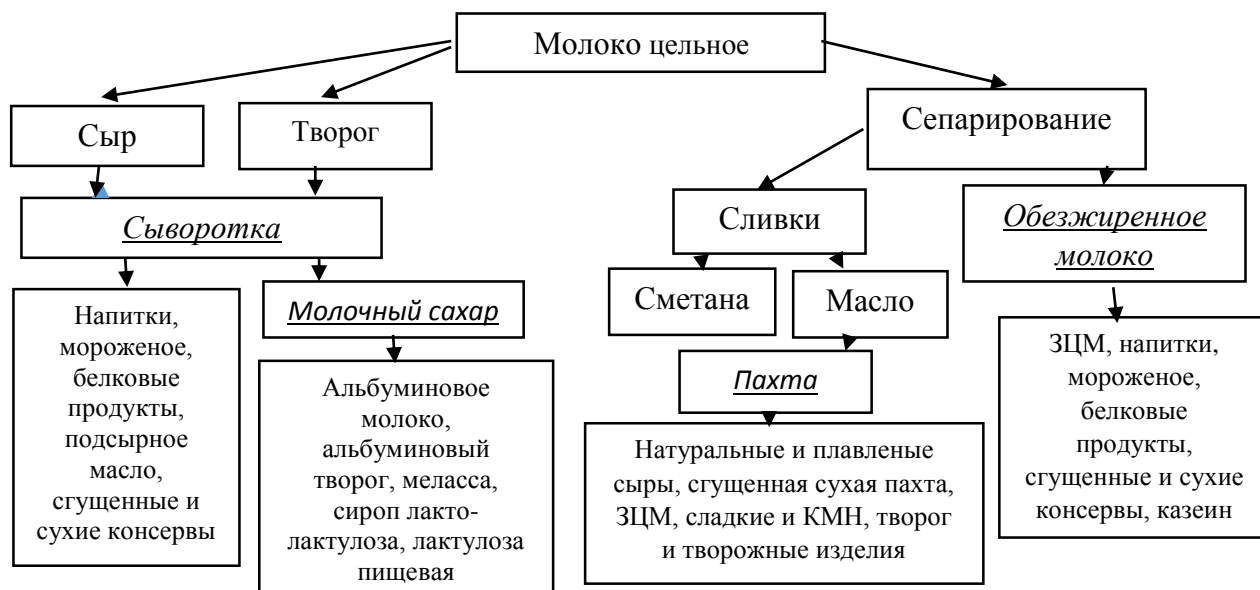 Молоко цельное
Сыр
Творог
Сепарирование
Сыворотка
Сливки
Обезжиренное
молоко
Молочный сахар
Сметана
Масло
Пахта
Напитки,
мороженое,
белковые
продукты,
подсырное
масло,
сгущенные и
сухие консервы
Альбуминовое
молоко,
альбуминовый
творог, меласса,
сироп лакто-
лактулоза, лактулоза
пищевая
Натуральные и плавленые
сыры, сгущенная сухая пахта,
ЗЦМ, сладкие и КМН, творог
и творожные изделия
ЗЦМ, напитки,
мороженое,
белковые
продукты,
сгущенные и сухие
консервы, казеин